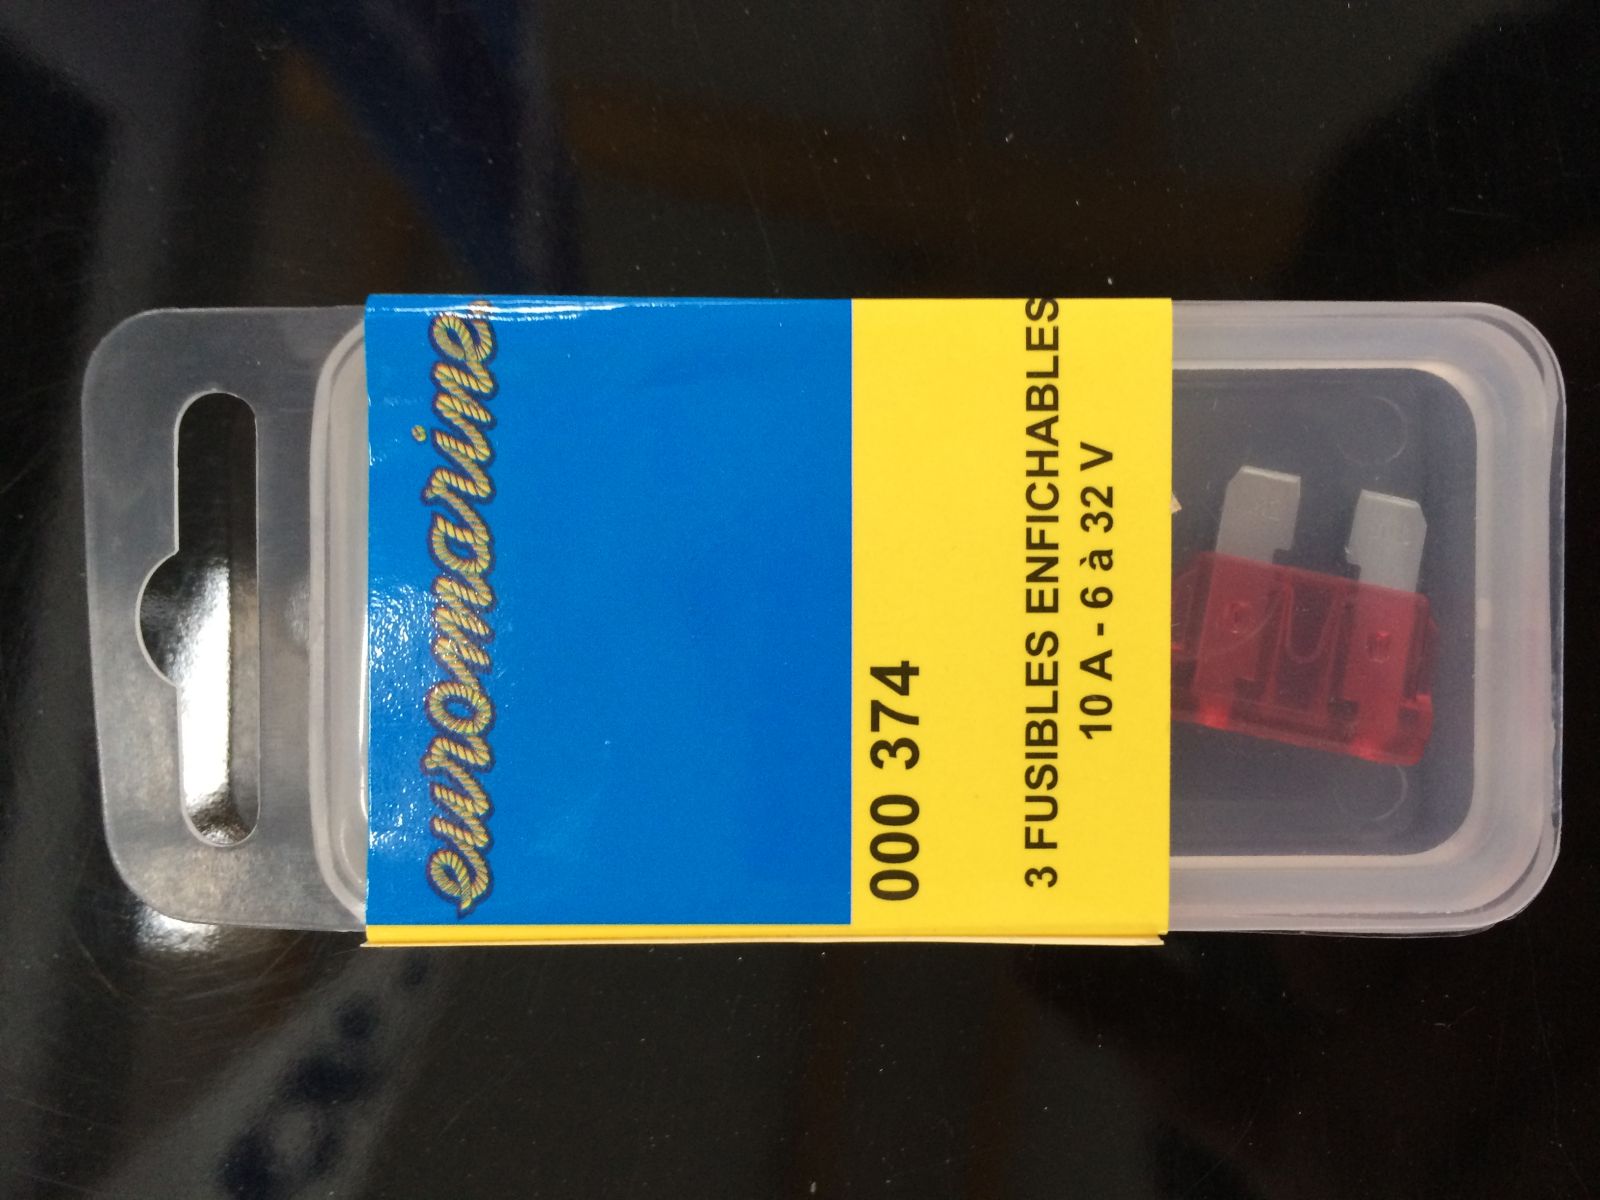 euromarine
000 374
3 FUSIBLES ENFICHABLES
10 A - 6 à 32 V